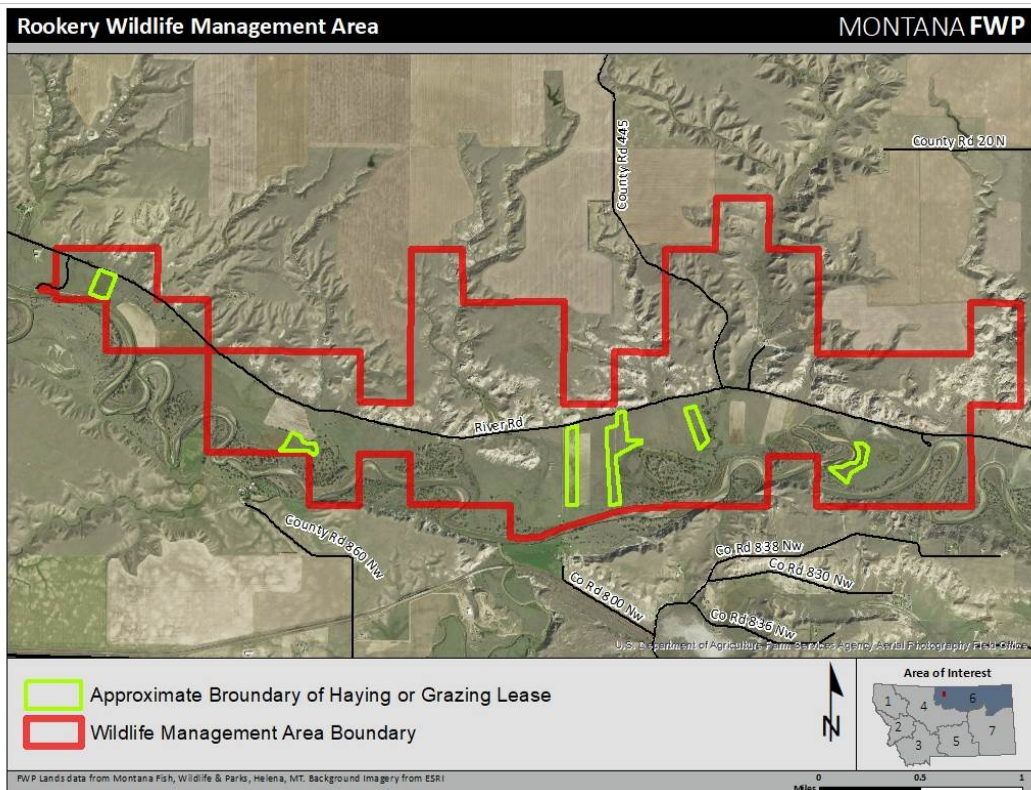 Rookery Wildlife Management Area
MONTANA FWP
County Rd 445
County Rd 20 N
River Rd
County Rd 860 Nw
Co Rd 838 Nw
Co Rd 830 Nw
Co Rd 800 Nw
Co Rd 836 Nw
U.S. Department of Agriculture Farm Services Agency Aerial Photography Field Office
Approximate Broundary of Haying or Grazing Lease
Wildlife Management Area Boundary
N
Area of Interest
1
4
6
2
7
3
5
FWP Lands data from Montana Fish, Wildlife & Parks, Helena, MT. Background Imagery from ESRI
0 0.5 1
Miles